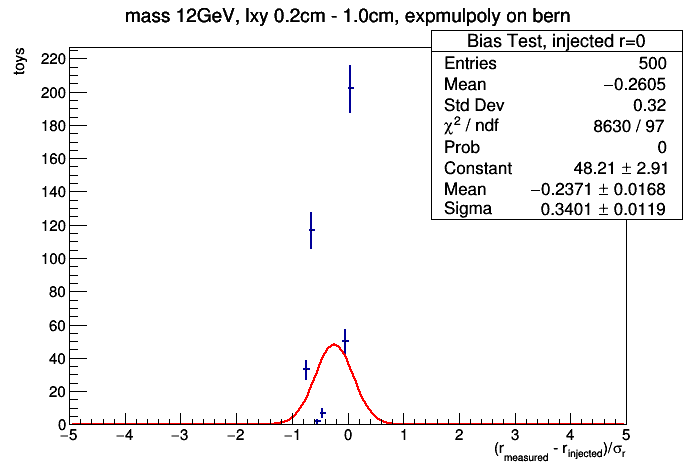 mass 12GeV, lxy 0.2cm - 1.0cm, expmulpoly on bern
Bias Test, injected r=0
Entries 500
Mean −0.2605
Std Dev 0.32
χ² / ndf 8630 / 97
Prob 0
Constant 48.21 ± 2.91
Mean −0.2371 ± 0.0168
Sigma 0.3401 ± 0.0119
toys
220
200
180
160
140
120
100
80
60
40
20
0
−5 −4 −3 −2 −1 0 1 2 3 4 5
(r_measured - r_injected)/σ_r